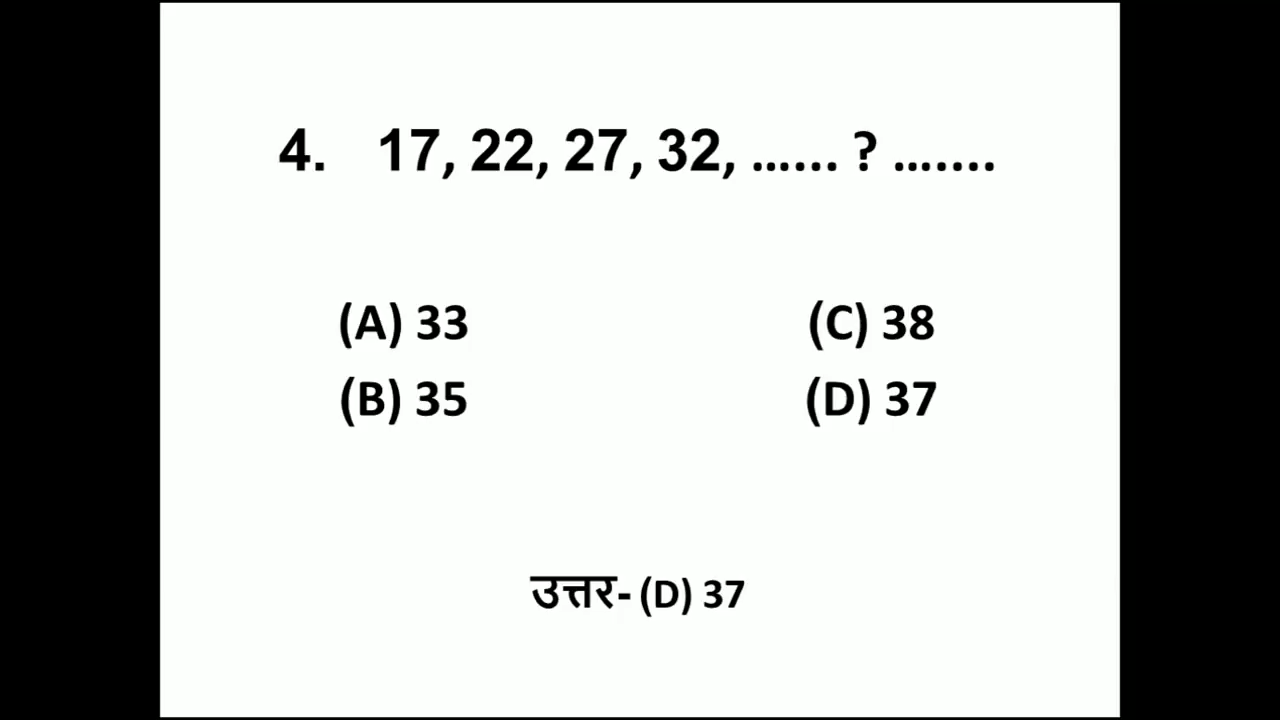 4. 17, 22, 27, 32, ...... ? .......
(A) 33 (C) 38
(B) 35 (D) 37
उत्तर- (D) 37